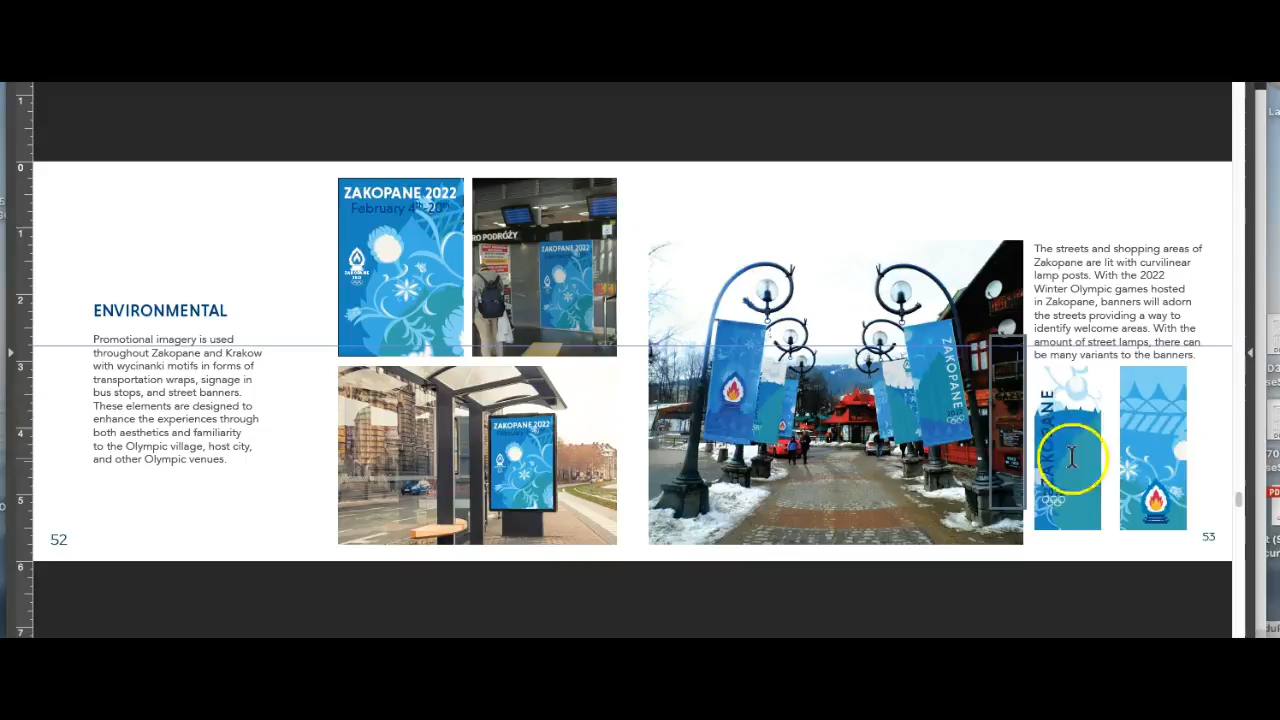 ENVIRONMENTAL
Promotional imagery is used
throughout Zakopane and Krakow
with wycinanki motifs in forms of
transportation wraps, signage in
bus stops, and street banners.
These elements are designed to
enhance the experiences through
both aesthetics and familiarity
to the Olympic village, host city,
and other Olympic venues.
52
ZAKOPANE 2022
February 4th-20th
ZAKOPANE
2022
RO PODRÓŻY
ZAKOPANE 2022
ZAKOPANE 2022
ZAKOPANE
The streets and shopping areas of
Zakopane are lit with curvilinear
lamp posts. With the 2022
Winter Olympic games hosted
in Zakopane, banners will adorn
the streets providing a way to
identify welcome areas. With the
amount of street lamps, there can
be many variants to the banners.
ZAKOPANE
53
1
0
1
2
3
4
5
6
7